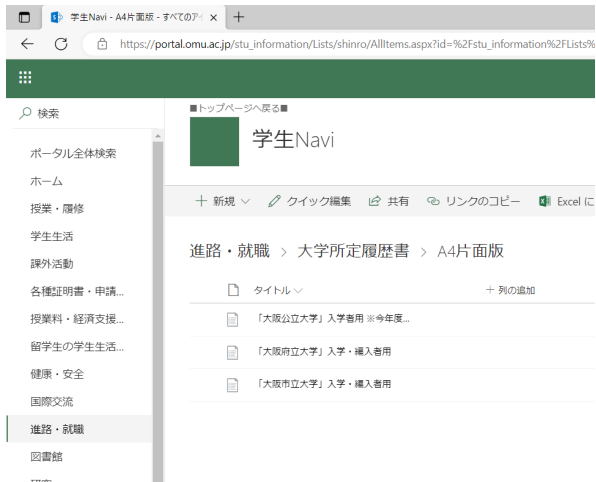 学生Navi - A4片面版 - すべてのア
https://portal.omu.ac.jp/stu_information/Lists/shinro/AllItems.aspx?id=%2Fstu_information%2FLists%
検索
■トップページへ戻る■
学生Navi
ポータル全体検索
ホーム
授業・履修
学生生活
課外活動
各種証明書・申請...
授業料・経済支援...
留学生の学生生活...
健康・安全
国際交流
進路・就職
図書館
+ 新規
クイック編集
共有
リンクのコピー
Excel に
進路・就職 > 大学所定履歴書 > A4片面版
タイトル
+ 列の追加
「大阪公立大学」入学者用 ※今年度...
「大阪府立大学」入学・編入者用
「大阪市立大学」入学・編入者用